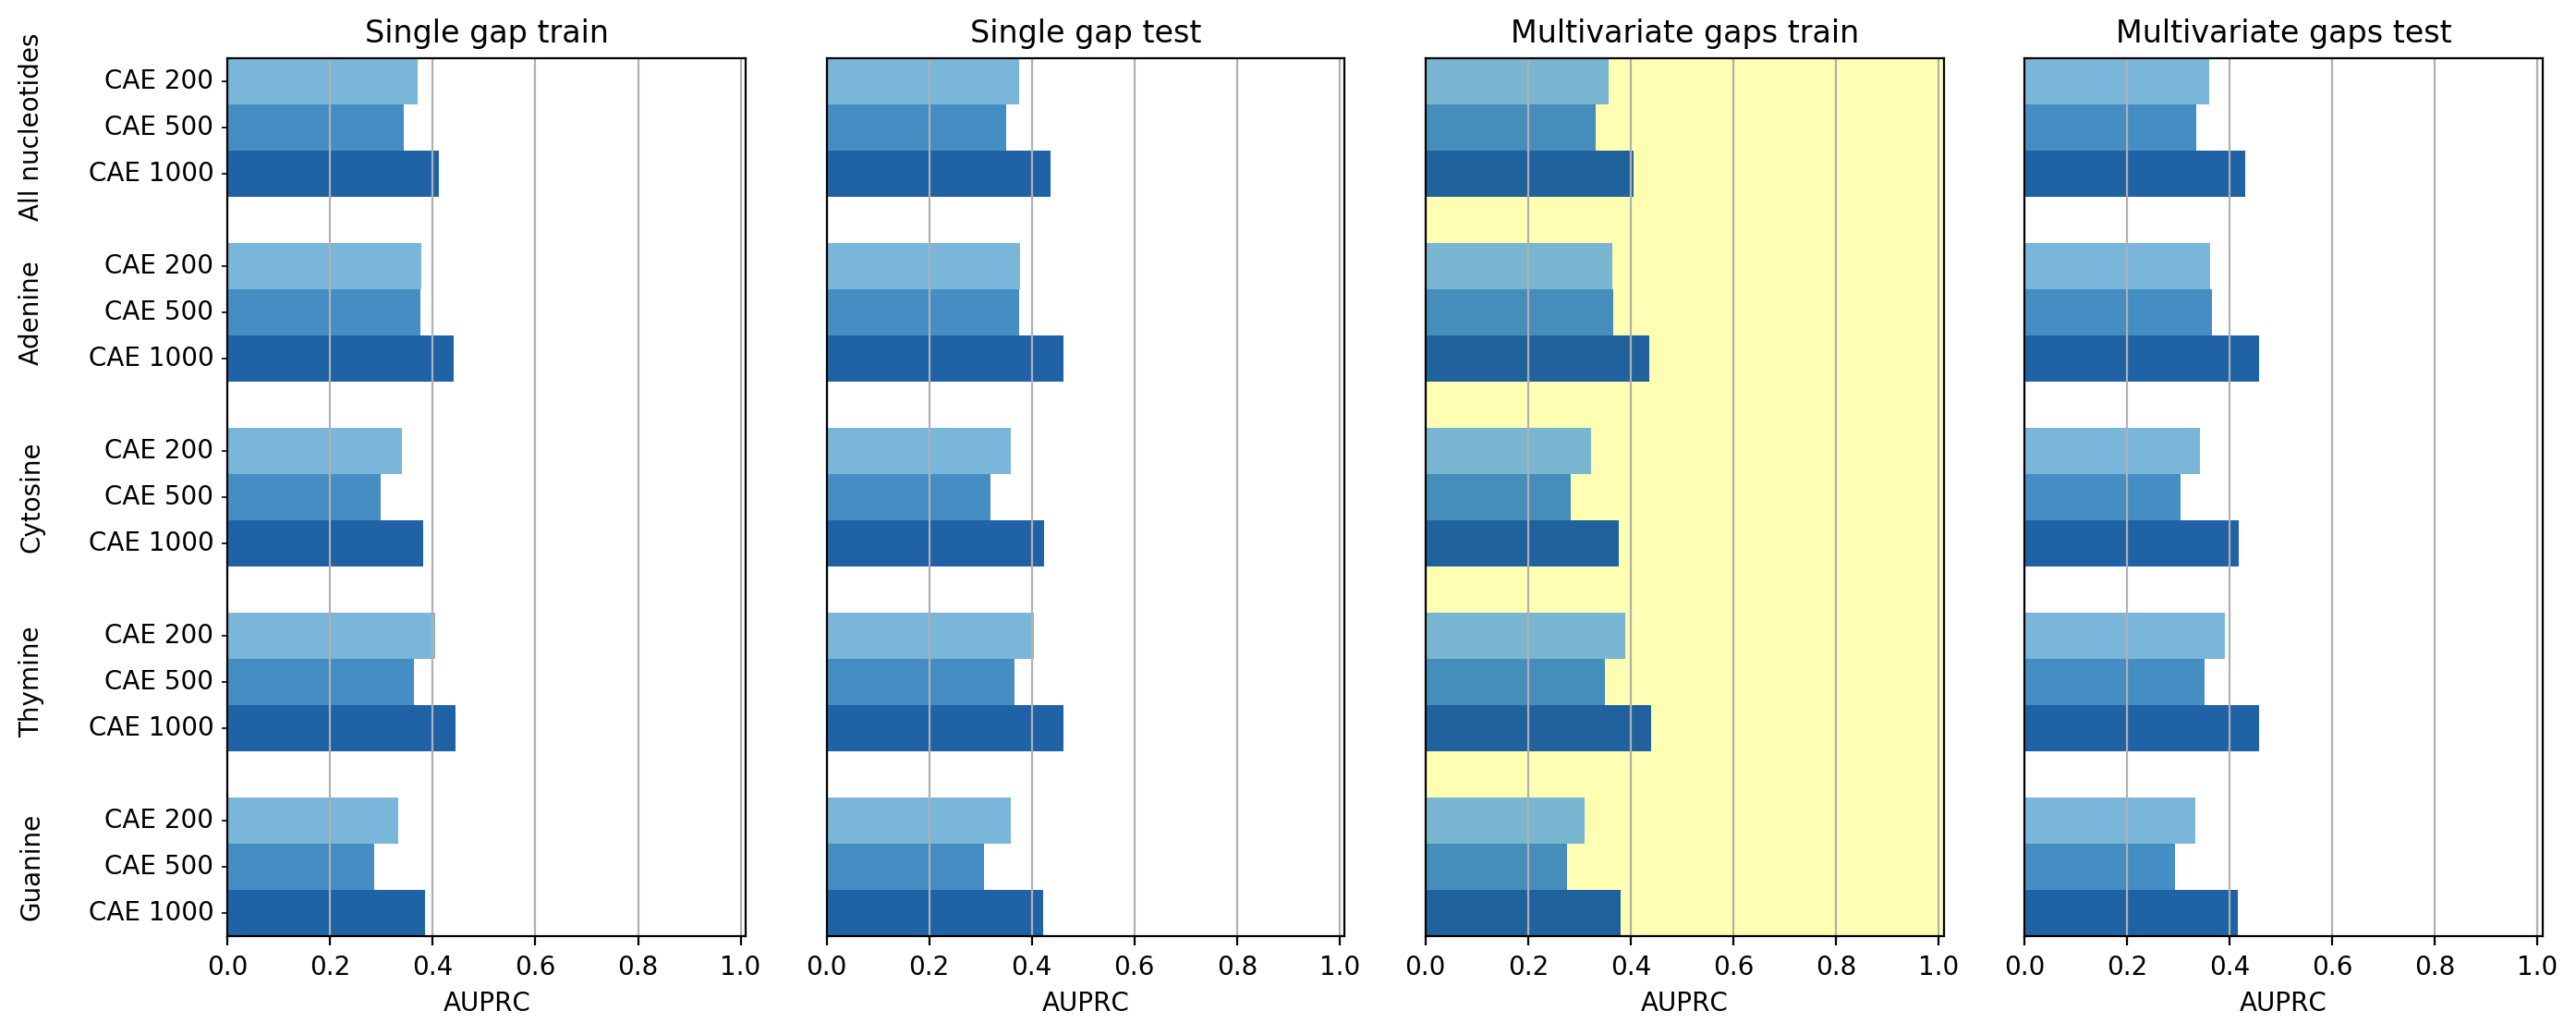 Single gap train
Single gap test
Multivariate gaps train
Multivariate gaps test
All nucleotides
CAE 200
CAE 500
CAE 1000
Adenine
CAE 200
CAE 500
CAE 1000
Cytosine
CAE 200
CAE 500
CAE 1000
Thymine
CAE 200
CAE 500
CAE 1000
Guanine
CAE 200
CAE 500
CAE 1000
0.0 0.2 0.4 0.6 0.8 1.0
AUPRC
0.0 0.2 0.4 0.6 0.8 1.0
AUPRC
0.0 0.2 0.4 0.6 0.8 1.0
AUPRC
0.0 0.2 0.4 0.6 0.8 1.0
AUPRC